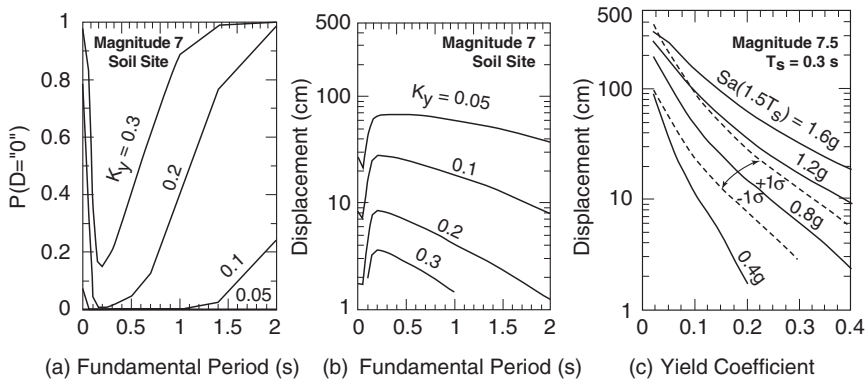 1
0.8
0.6
0.4
0.2
0
P(D="0")
Magnitude 7
Soil Site
Ky = 0.3
0.2
0.1
0.05
0.0
0.5
1.0
1.5
2.0
(a) Fundamental Period (s)
500
100
10
1
Displacement (cm)
Magnitude 7
Soil Site
Ky = 0.05
0.1
0.2
0.3
0
0.5
1
1.5
2
(b) Fundamental Period (s)
500
100
10
1
Displacement (cm)
Magnitude 7.5
Ts = 0.3 s
Sa(1.5Ts) = 1.6g
1.2g
+1σ
-1σ
0.8g
0.4g
0
0.1
0.2
0.3
0.4
(c) Yield Coefficient